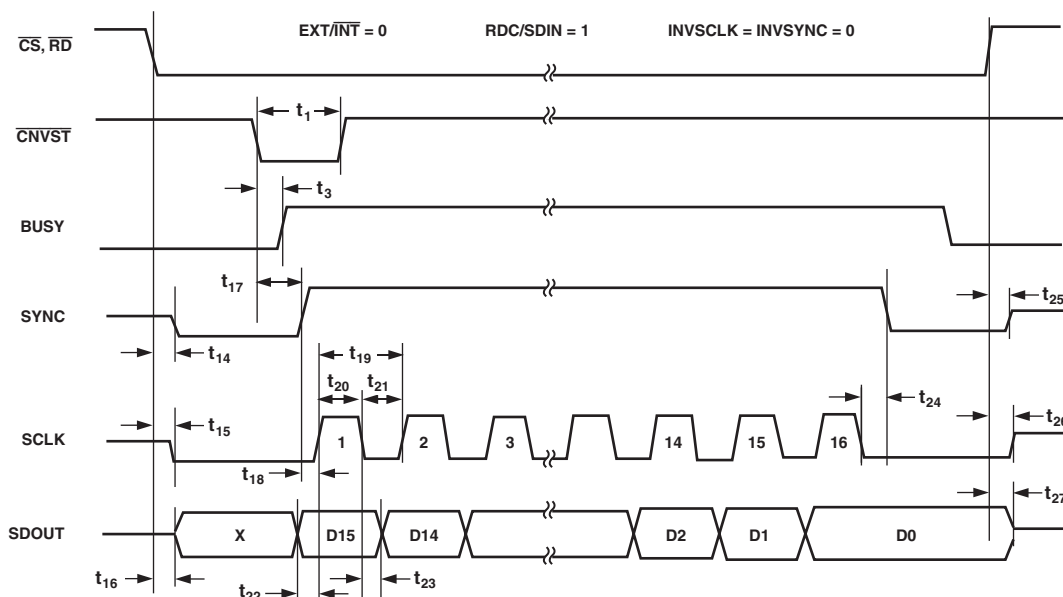 EXT/INT = 0 RDC/SDIN = 1 INVSCLK = INVSYNC = 0
CS, RD
t1
CNVST
t3
BUSY
t17
SYNC
t25
t14
t19
t20 t21
t24
t26
t15
SCLK
1 2 3 14 15 16
t18
t27
SDOUT
X D15 D14 D2 D1 D0
t16
t22
t23